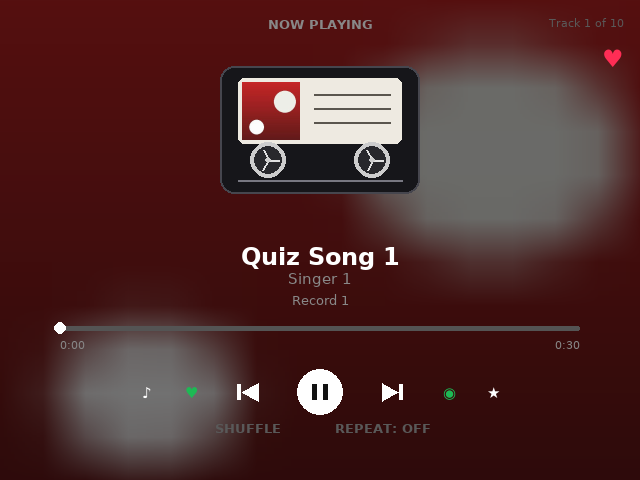 NOW PLAYING
Track 1 of 10
Quiz Song 1
Singer 1
Record 1
0:00
0:30
SHUFFLE
REPEAT: OFF